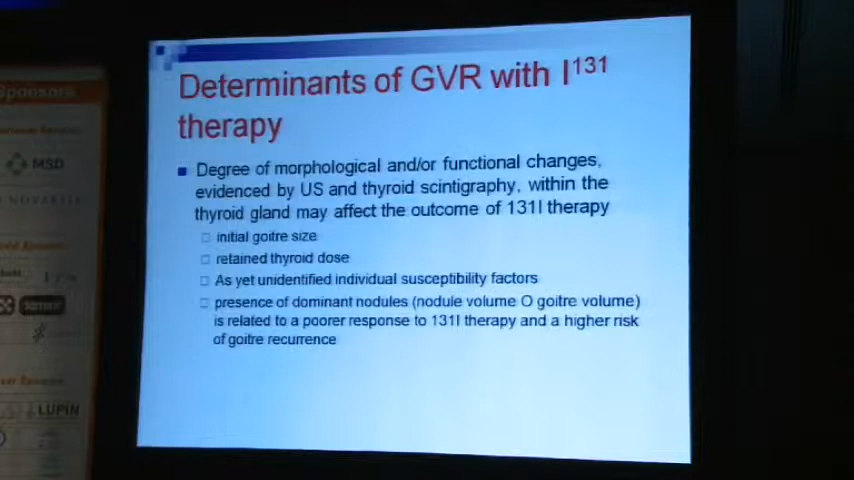 Sponsors
MSD
NOVARTIS
LUPIN
Determinants of GVR with I131
therapy
Degree of morphological and/or functional changes,
evidenced by US and thyroid scintigraphy, within the
thyroid gland may affect the outcome of 131I therapy
initial goitre size
retained thyroid dose
As yet unidentified individual susceptibility factors
presence of dominant nodules (nodule volume O goitre volume)
is related to a poorer response to 131I therapy and a higher risk
of goitre recurrence